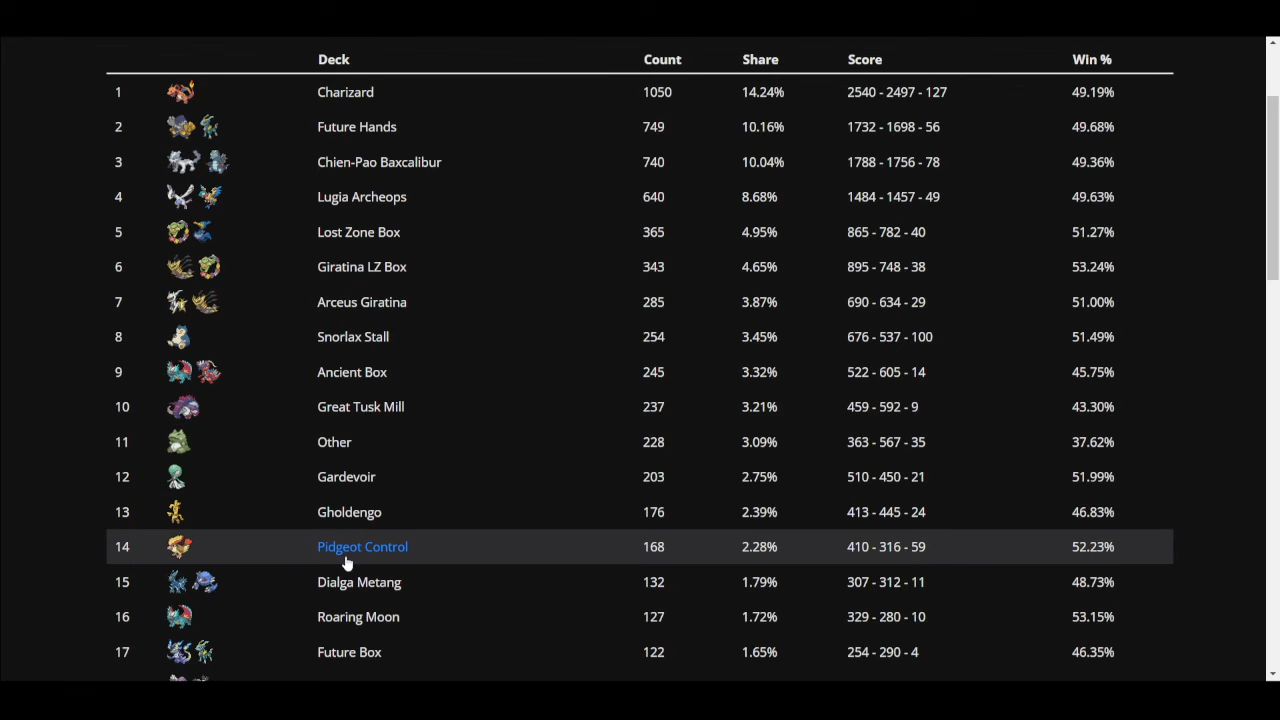 Deck Count Share Score Win %
1 Charizard 1050 14.24% 2540 - 2497 - 127 49.19%
2 Future Hands 749 10.16% 1732 - 1698 - 56 49.68%
3 Chien-Pao Baxcalibur 740 10.04% 1788 - 1756 - 78 49.36%
4 Lugia Archeops 640 8.68% 1484 - 1457 - 49 49.63%
5 Lost Zone Box 365 4.95% 865 - 782 - 40 51.27%
6 Giratina LZ Box 343 4.65% 895 - 748 - 38 53.24%
7 Arceus Giratina 285 3.87% 690 - 634 - 29 51.00%
8 Snorlax Stall 254 3.45% 676 - 537 - 100 51.49%
9 Ancient Box 245 3.32% 522 - 605 - 14 45.75%
10 Great Tusk Mill 237 3.21% 459 - 592 - 9 43.30%
11 Other 228 3.09% 363 - 567 - 35 37.62%
12 Gardevoir 203 2.75% 510 - 450 - 21 51.99%
13 Gholdengo 176 2.39% 413 - 445 - 24 46.83%
14 Pidgeot Control 168 2.28% 410 - 316 - 59 52.23%
15 Dialga Metang 132 1.79% 307 - 312 - 11 48.73%
16 Roaring Moon 127 1.72% 329 - 280 - 10 53.15%
17 Future Box 122 1.65% 254 - 290 - 4 46.35%